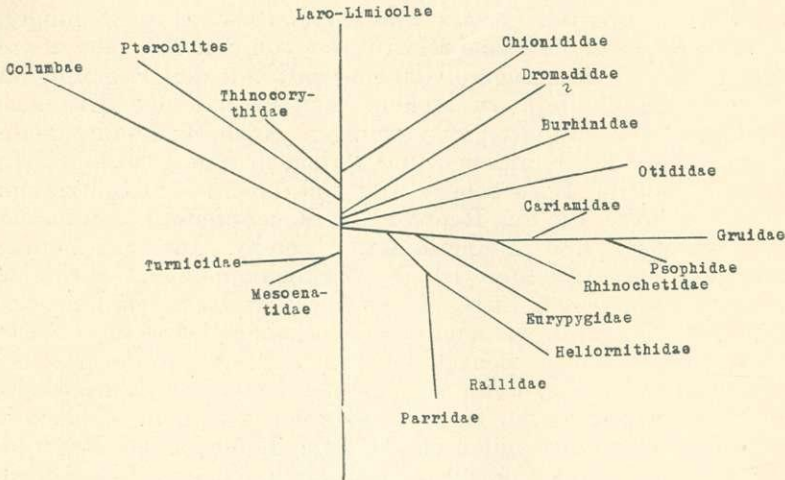 Laro-Limicolae
Pteroclites
Chionididae
Columbae
Dromadidae
?
Thinocory-
thidae
Burhinidae
Otididae
Cariamidae
Gruidae
Turnicidae
Psophidae
Mesoena-
tidae
Rhinochetidae
Eurypygidae
Heliornithidae
Rallidae
Parridae